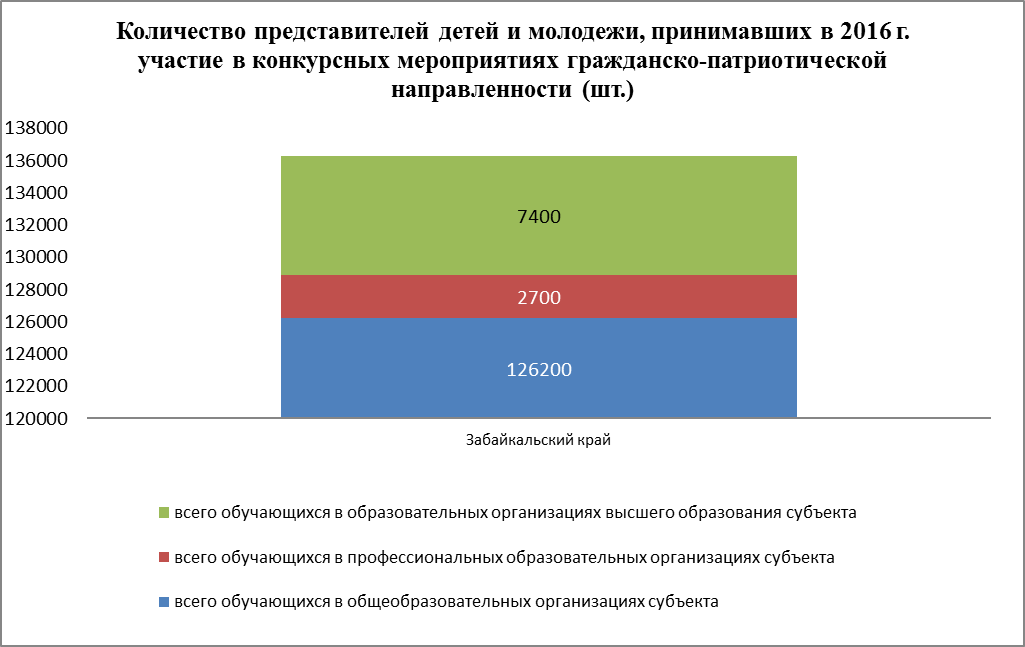 Количество представителей детей и молодежи, принимавших в 2016 г.
участие в конкурсных мероприятиях гражданско-патриотической
направленности (шт.)
138000
136000
134000
132000
130000
128000
126000
124000
122000
120000
7400
2700
126200
Забайкальский край
всего обучающихся в образовательных организациях высшего образования субъекта
всего обучающихся в профессиональных образовательных организациях субъекта
всего обучающихся в общеобразовательных организациях субъекта